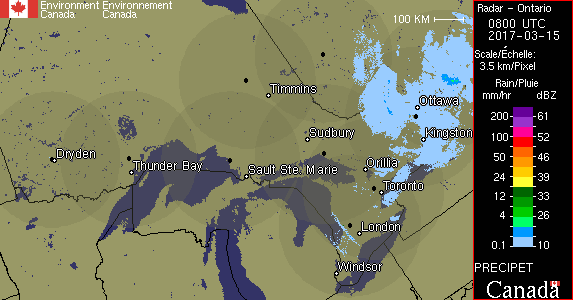 Environment Environnement
Canada Canada
100 KM
Timmins
Ottawa
Sudbury
Kingston
Dryden
Thunder Bay
Sault Ste. Marie
Orillia
Toronto
London
Windsor
Radar - Ontario
0800 UTC
2017-03-15
Scale/Échelle:
3.5 km/Pixel
Rain/Pluie
mm/hr dBZ
200 61
100 52
50 46
24 39
12 33
4 26
0.1 10
PRECIPET
Canada